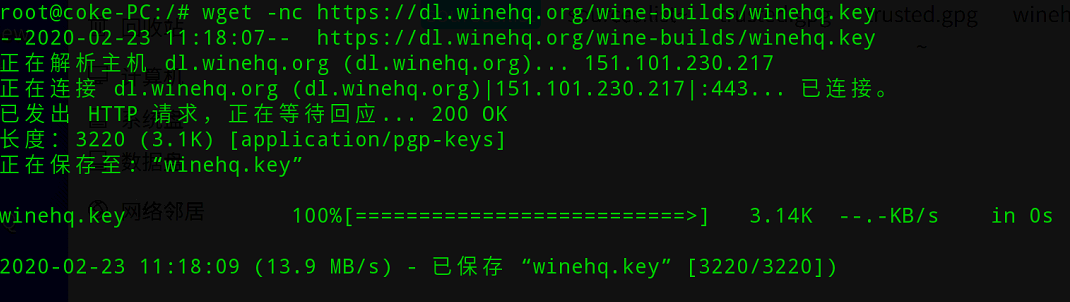 root@coke-PC:/# wget -nc https://dl.winehq.org/wine-builds/winehq.key
--2020-02-23 11:18:07--  https://dl.winehq.org/wine-builds/winehq.key
正在解析主机 dl.winehq.org (dl.winehq.org)... 151.101.230.217
正在连接 dl.winehq.org (dl.winehq.org)|151.101.230.217|:443... 已连接。
已发出 HTTP 请求，正在等待回应... 200 OK
长度：3220 (3.1K) [application/pgp-keys]
正在保存至: “winehq.key”
网络邻居
winehq.key 100%[==========================>] 3.14K --.-KB/s in 0s
2020-02-23 11:18:09 (13.9 MB/s) - 已保存 “winehq.key” [3220/3220])